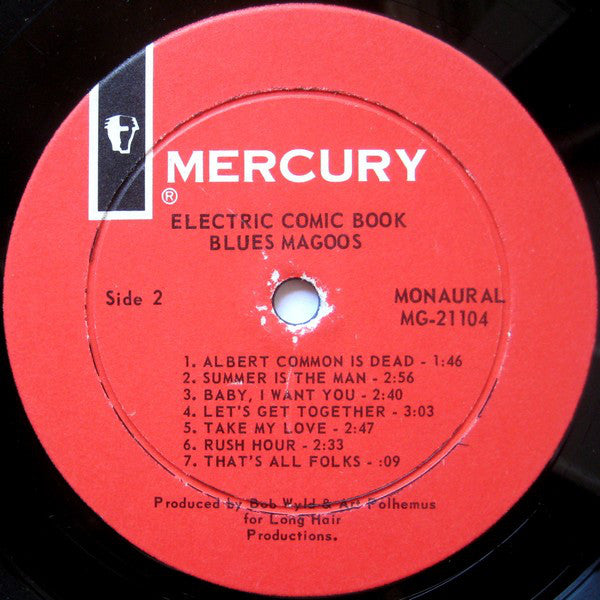 MERCURY
®
ELECTRIC COMIC BOOK
BLUES MAGOOS
Side 2
MONAURAL
MG-21104
1. ALBERT COMMON IS DEAD - 1:46
2. SUMMER IS THE MAN - 2:56
3. BABY, I WANT YOU - 2:40
4. LET'S GET TOGETHER - 3:03
5. TAKE MY LOVE - 2:47
6. RUSH HOUR - 2:33
7. THAT'S ALL FOLKS - :09
Produced by Bob Wyld & Art Polhemus
for Long Hair
Productions.